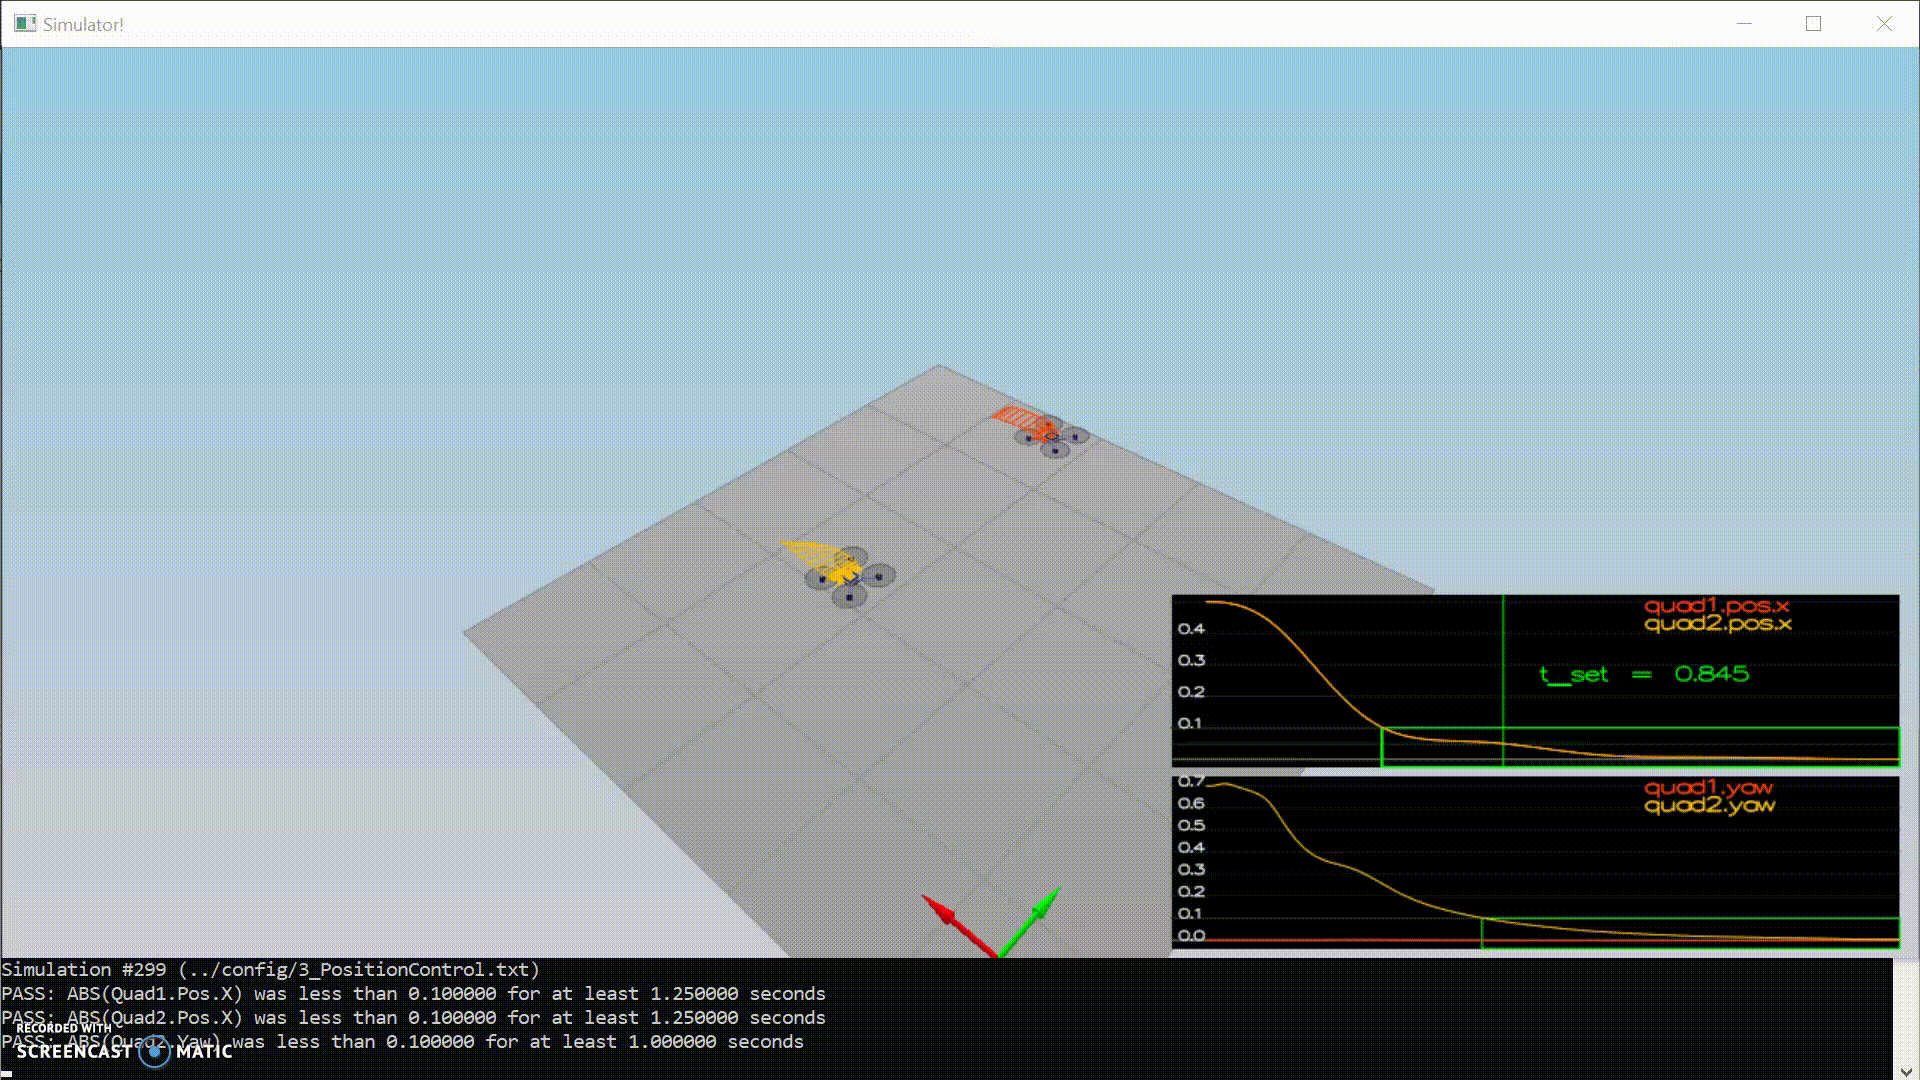 Simulator!
quad1.pos.x
quad2.pos.x
0.4
0.3
t_set = 0.845
0.2
0.1
0.7
quad1.yaw
quad2.yaw
0.6
0.5
0.4
0.3
0.2
0.1
0.0
Simulation #299 (../config/3_PositionControl.txt)
PASS: ABS(Quad1.Pos.X) was less than 0.100000 for at least 1.250000 seconds
PASS: ABS(Quad2.Pos.X) was less than 0.100000 for at least 1.250000 seconds
RECORDED WITH
PASS: ABS(Quad2.Yaw) was less than 0.100000 for at least 1.000000 seconds
SCREENCAST MATIC